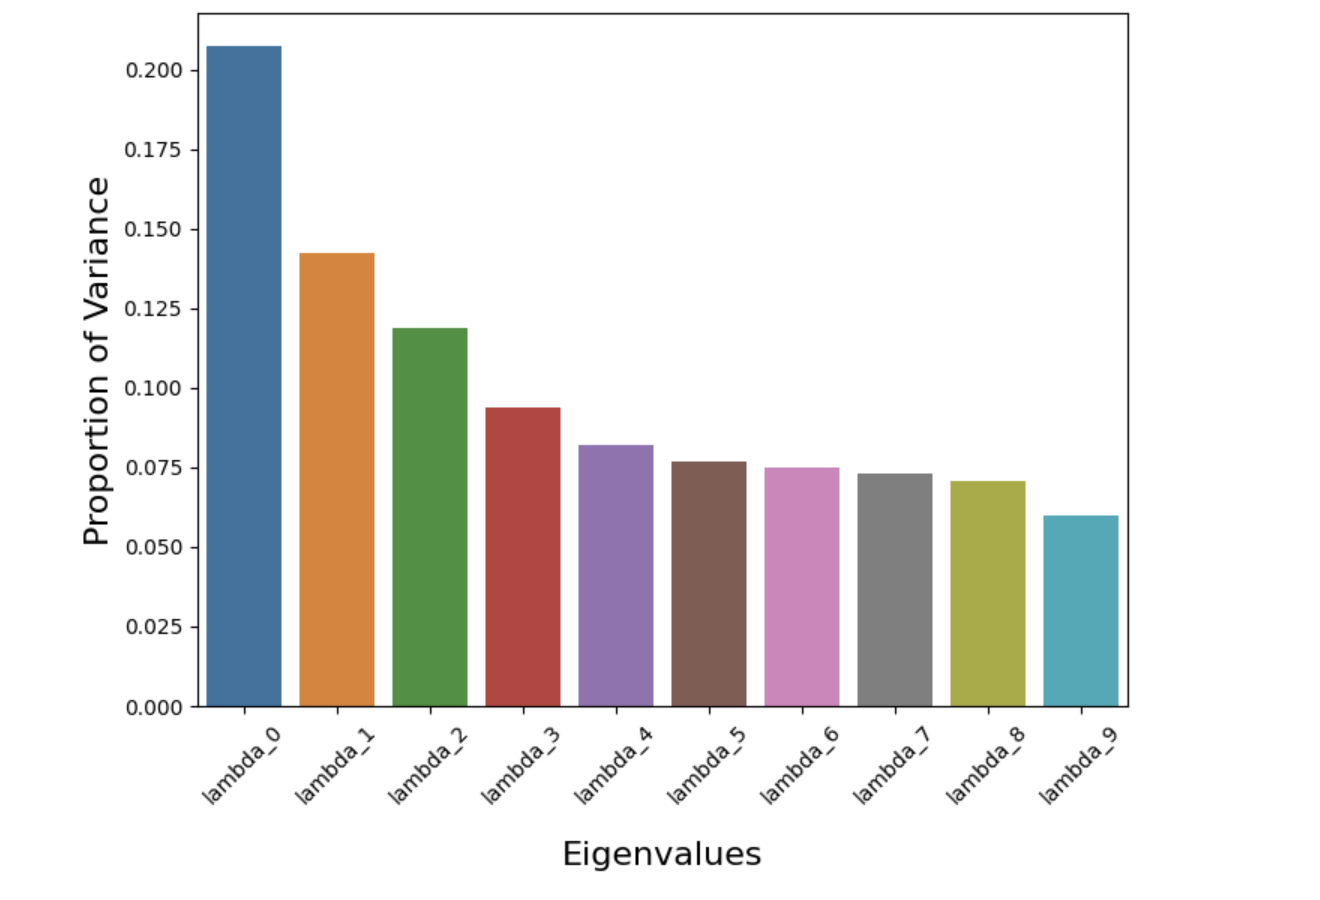 Proportion of Variance
0.200
0.175
0.150
0.125
0.100
0.075
0.050
0.025
0.000
lambda_0
lambda_1
lambda_2
lambda_3
lambda_4
lambda_5
lambda_6
lambda_7
lambda_8
lambda_9
Eigenvalues